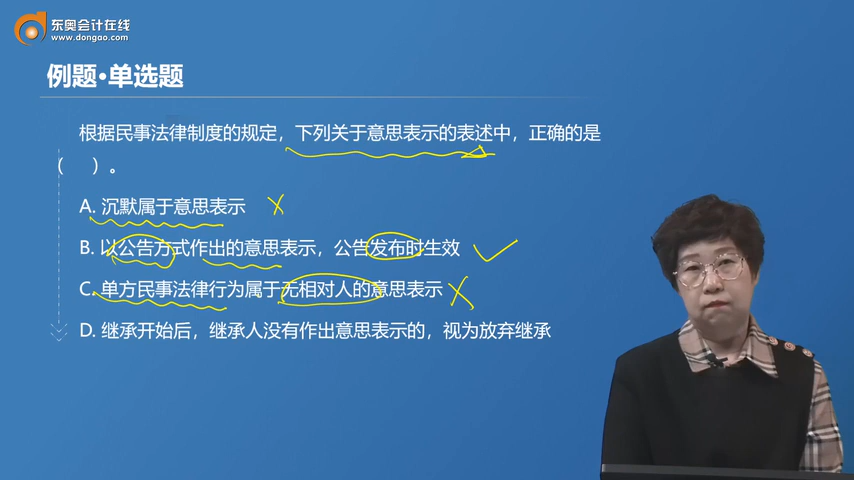 东奥会计在线
www.dongao.com
例题·单选题
根据民事法律制度的规定，下列关于意思表示的表述中，正确的是
（ ）。
A. 沉默属于意思表示
B. 以公告方式作出的意思表示，公告发布时生效
C. 单方民事法律行为属于无相对人的意思表示
D. 继承开始后，继承人没有作出意思表示的，视为放弃继承